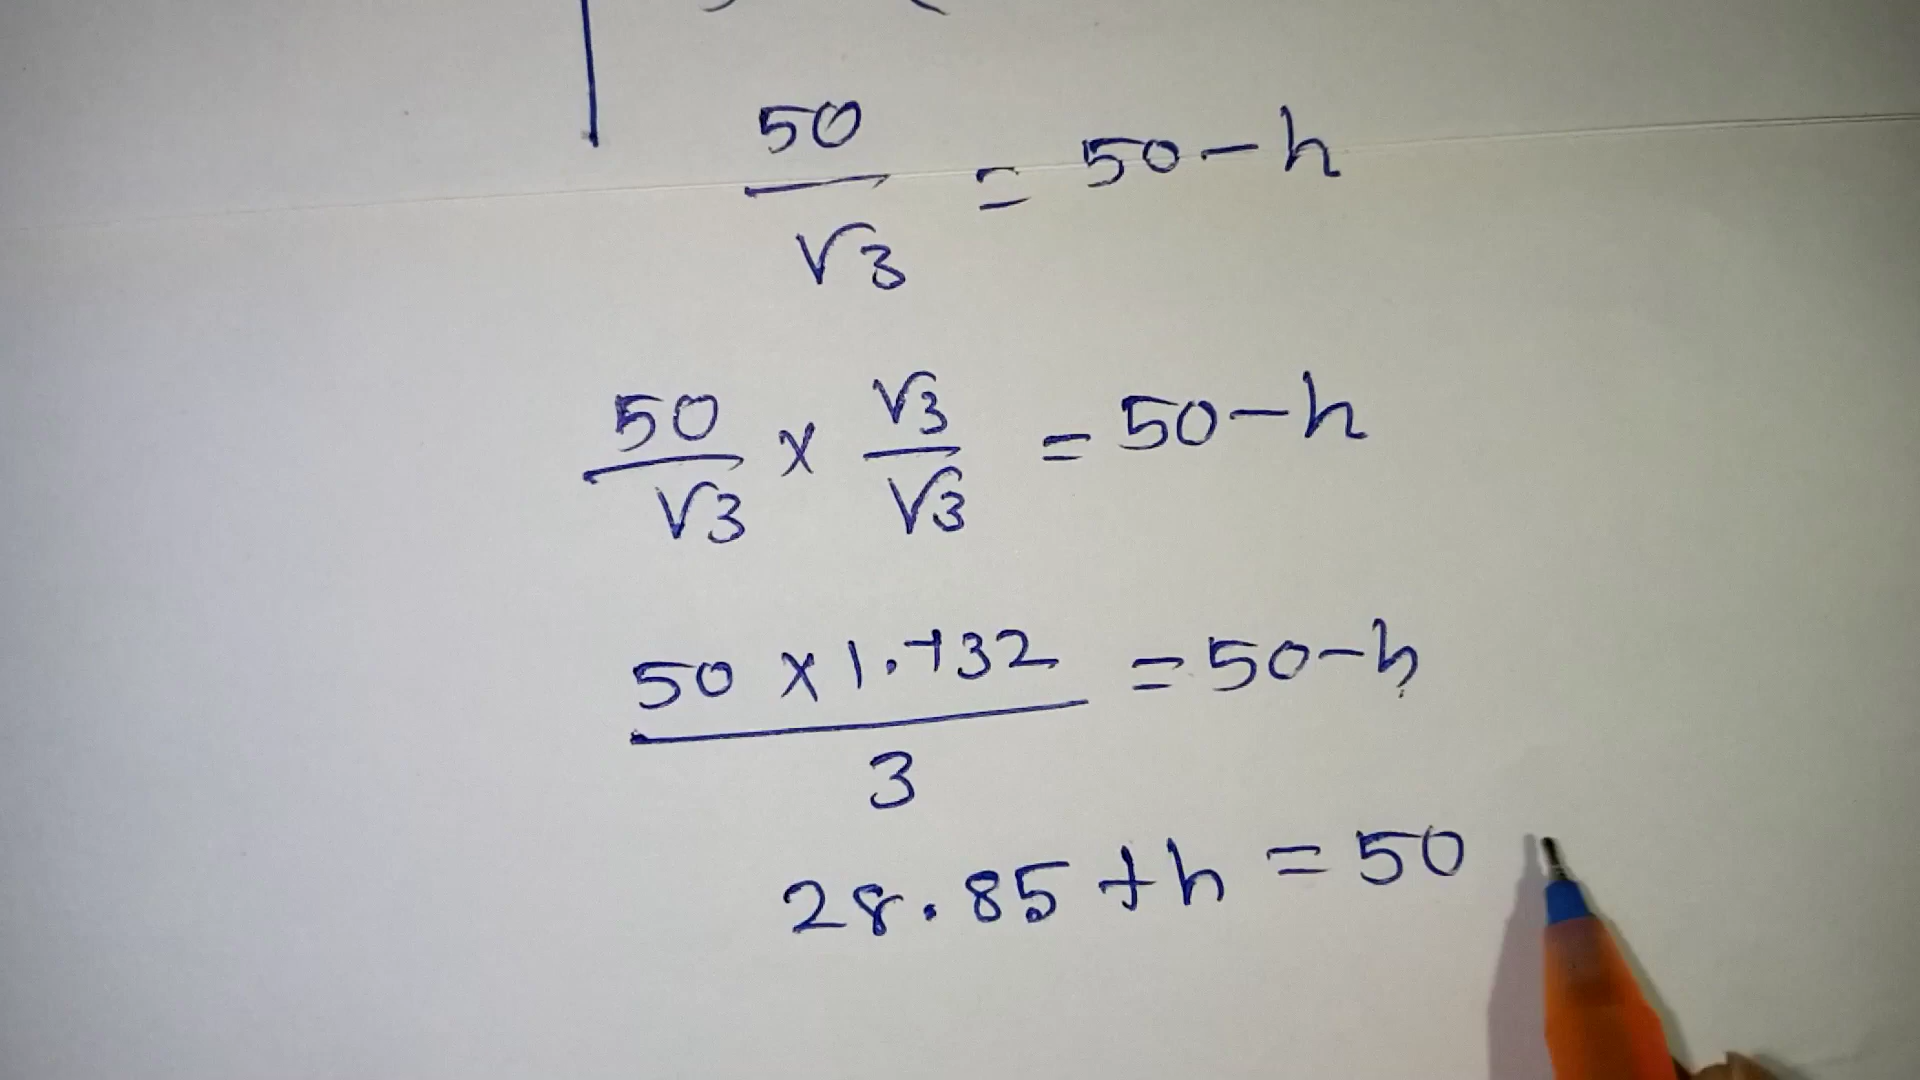 50/√3 = 50-h
50/√3 × √3/√3 = 50-h
50 × 1.732/3 = 50-h
28.85 + h = 50